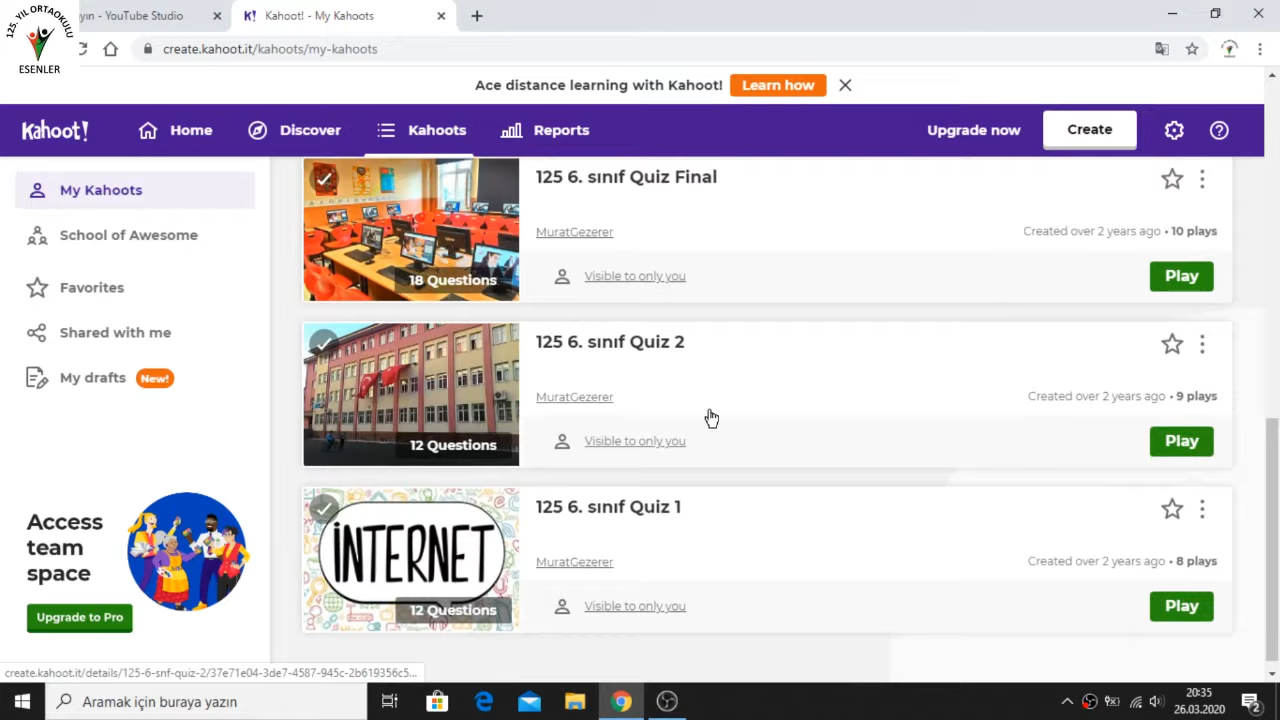 125. YIL ORTAOKULU
ESENLER
ayın - YouTube Studio
K! Kahoot! - My Kahoots
create.kahoot.it/kahoots/my-kahoots
Ace distance learning with Kahoot!
Learn how
Kahoot!
Home
Discover
Kahoots
Reports
Upgrade now
Create
My Kahoots
School of Awesome
Favorites
Shared with me
My drafts New!
Access
team
space
Upgrade to Pro
125 6. sınıf Quiz Final
MuratGezerer
Created over 2 years ago • 10 plays
18 Questions
Visible to only you
Play
125 6. sınıf Quiz 2
MuratGezerer
Created over 2 years ago • 9 plays
12 Questions
Visible to only you
Play
125 6. sınıf Quiz 1
İNTERNET
MuratGezerer
Created over 2 years ago • 8 plays
12 Questions
Visible to only you
Play
create.kahoot.it/details/125-6-snf-quiz-2/37e71e04-3de7-4587-945c-2b619356c5...
Aramak için buraya yazın
20:35
26.03.2020
2